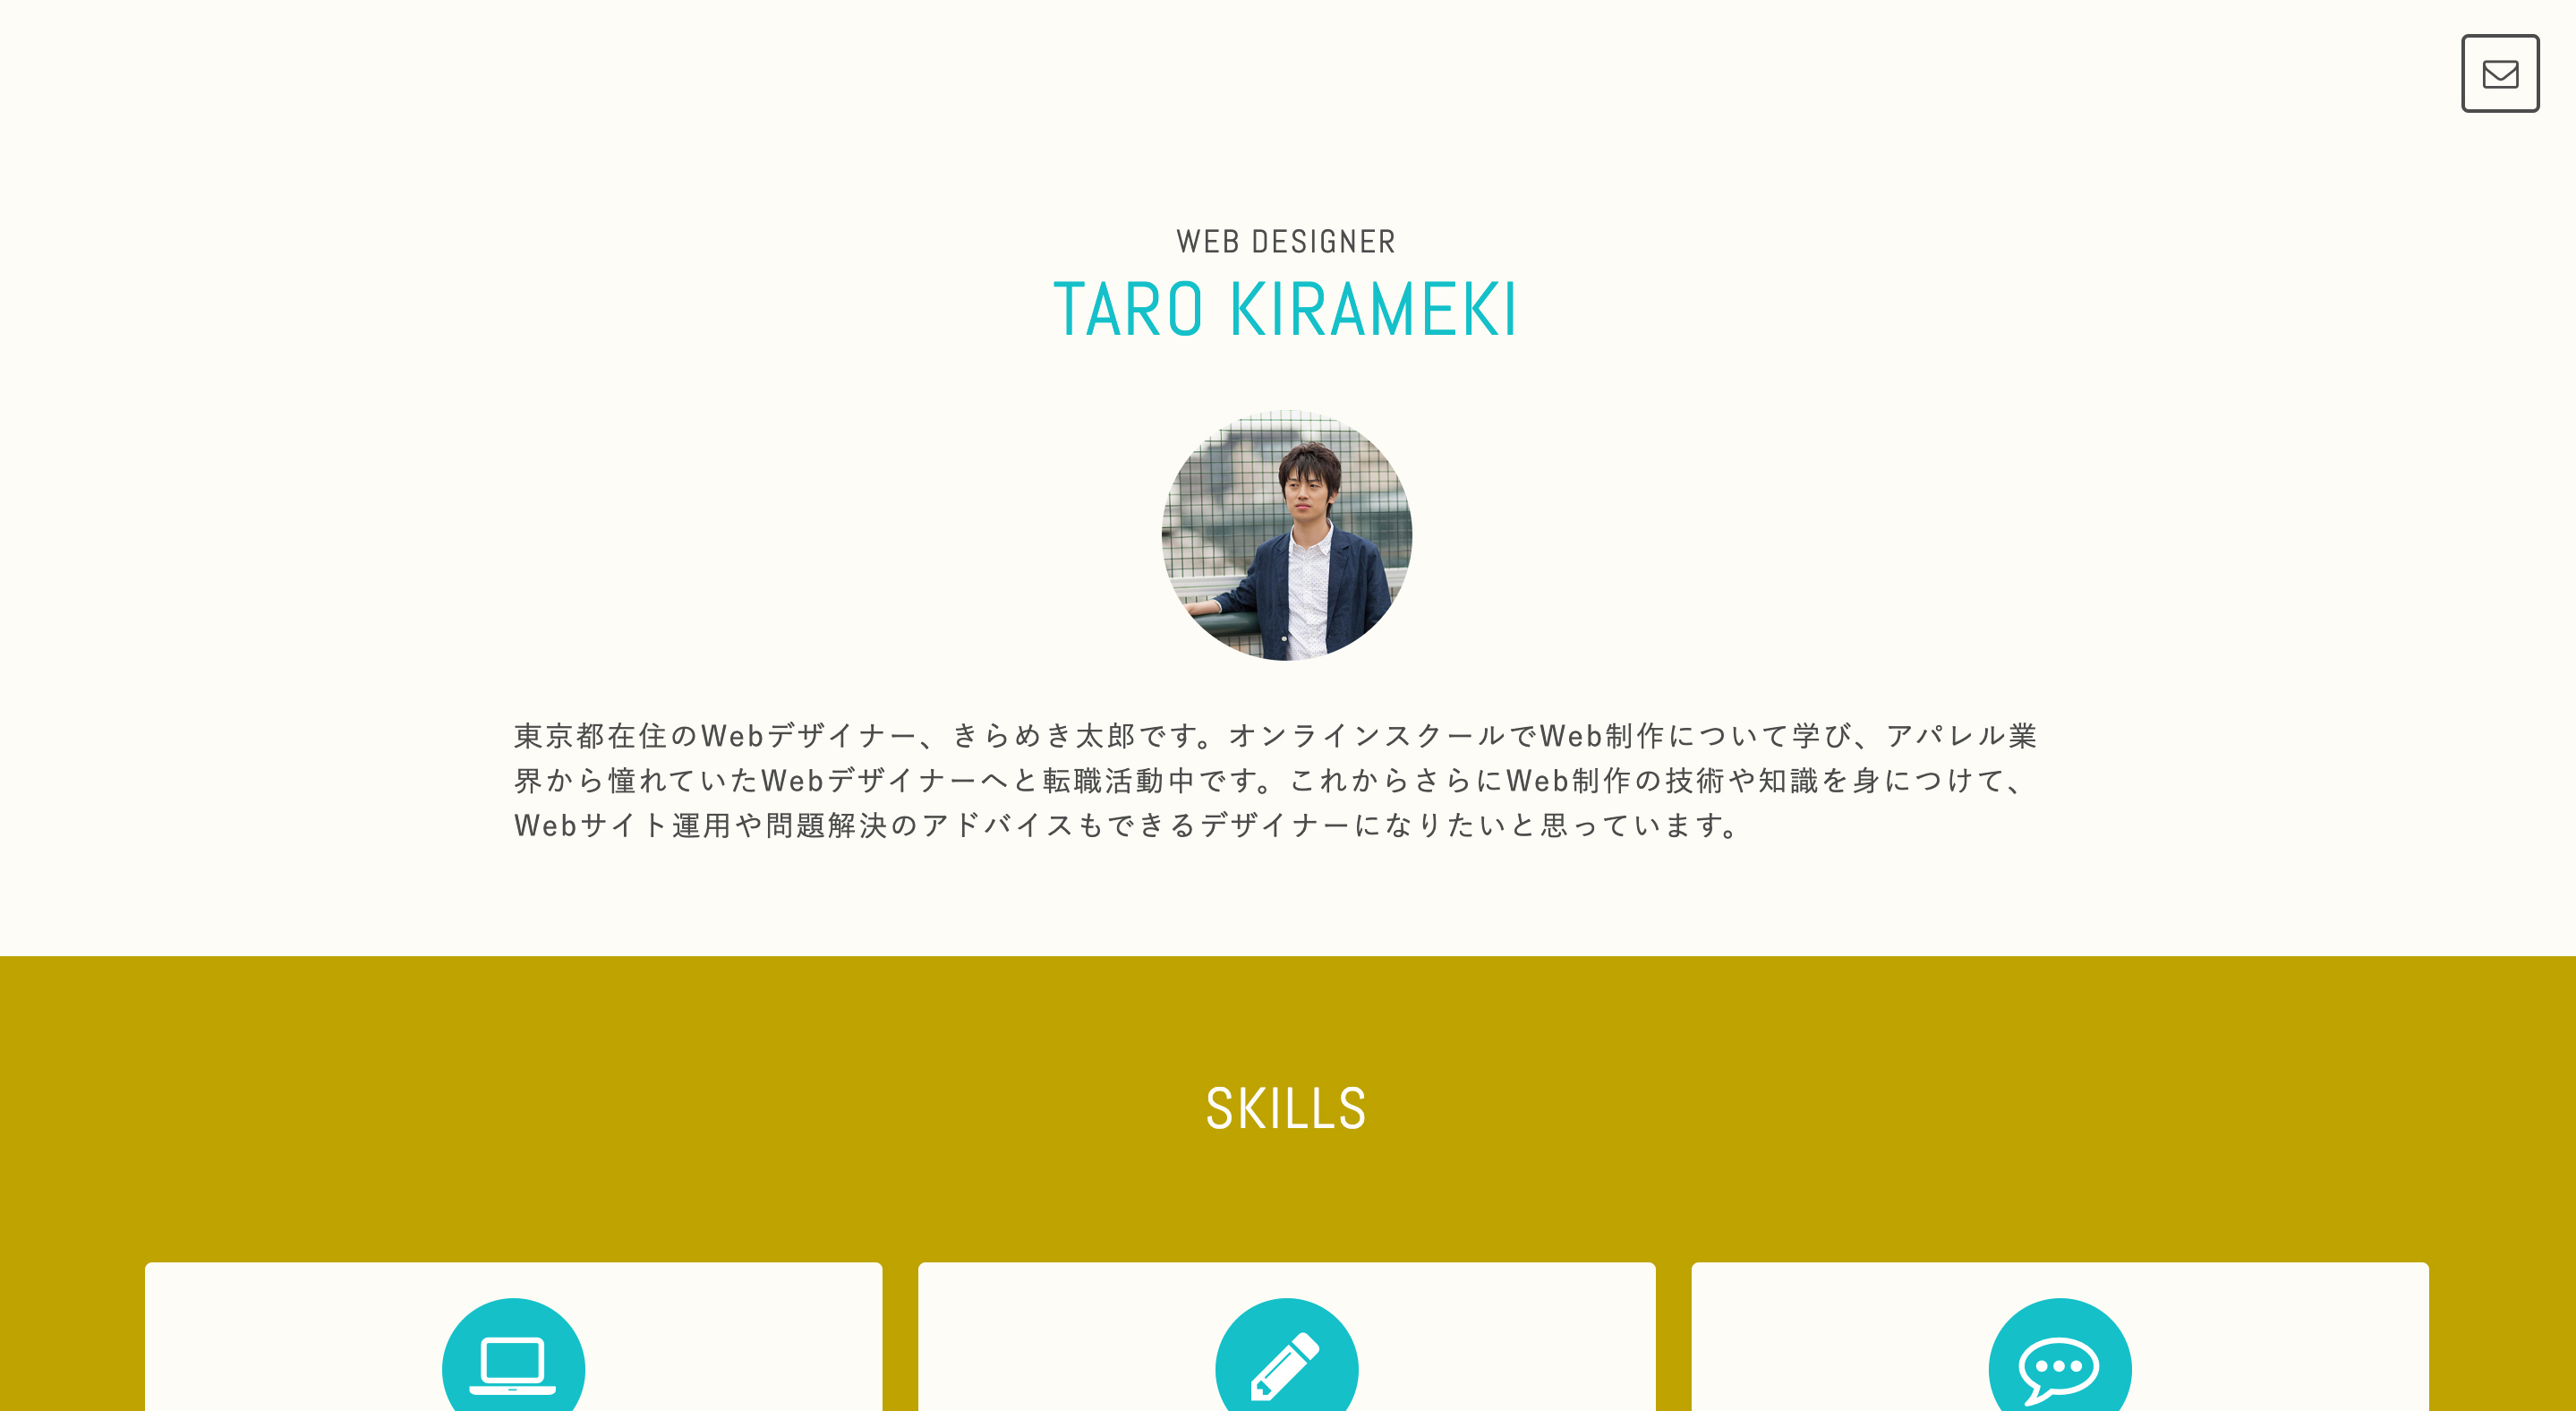 WEB DESIGNER
TARO KIRAMEKI
東京都在住のWebデザイナー、きらめき太郎です。オンラインスクールでWeb制作について学び、アパレル業
界から憧れていたWebデザイナーへと転職活動中です。これからさらにWeb制作の技術や知識を身につけて、
Webサイト運用や問題解決のアドバイスもできるデザイナーになりたいと思っています。
SKILLS